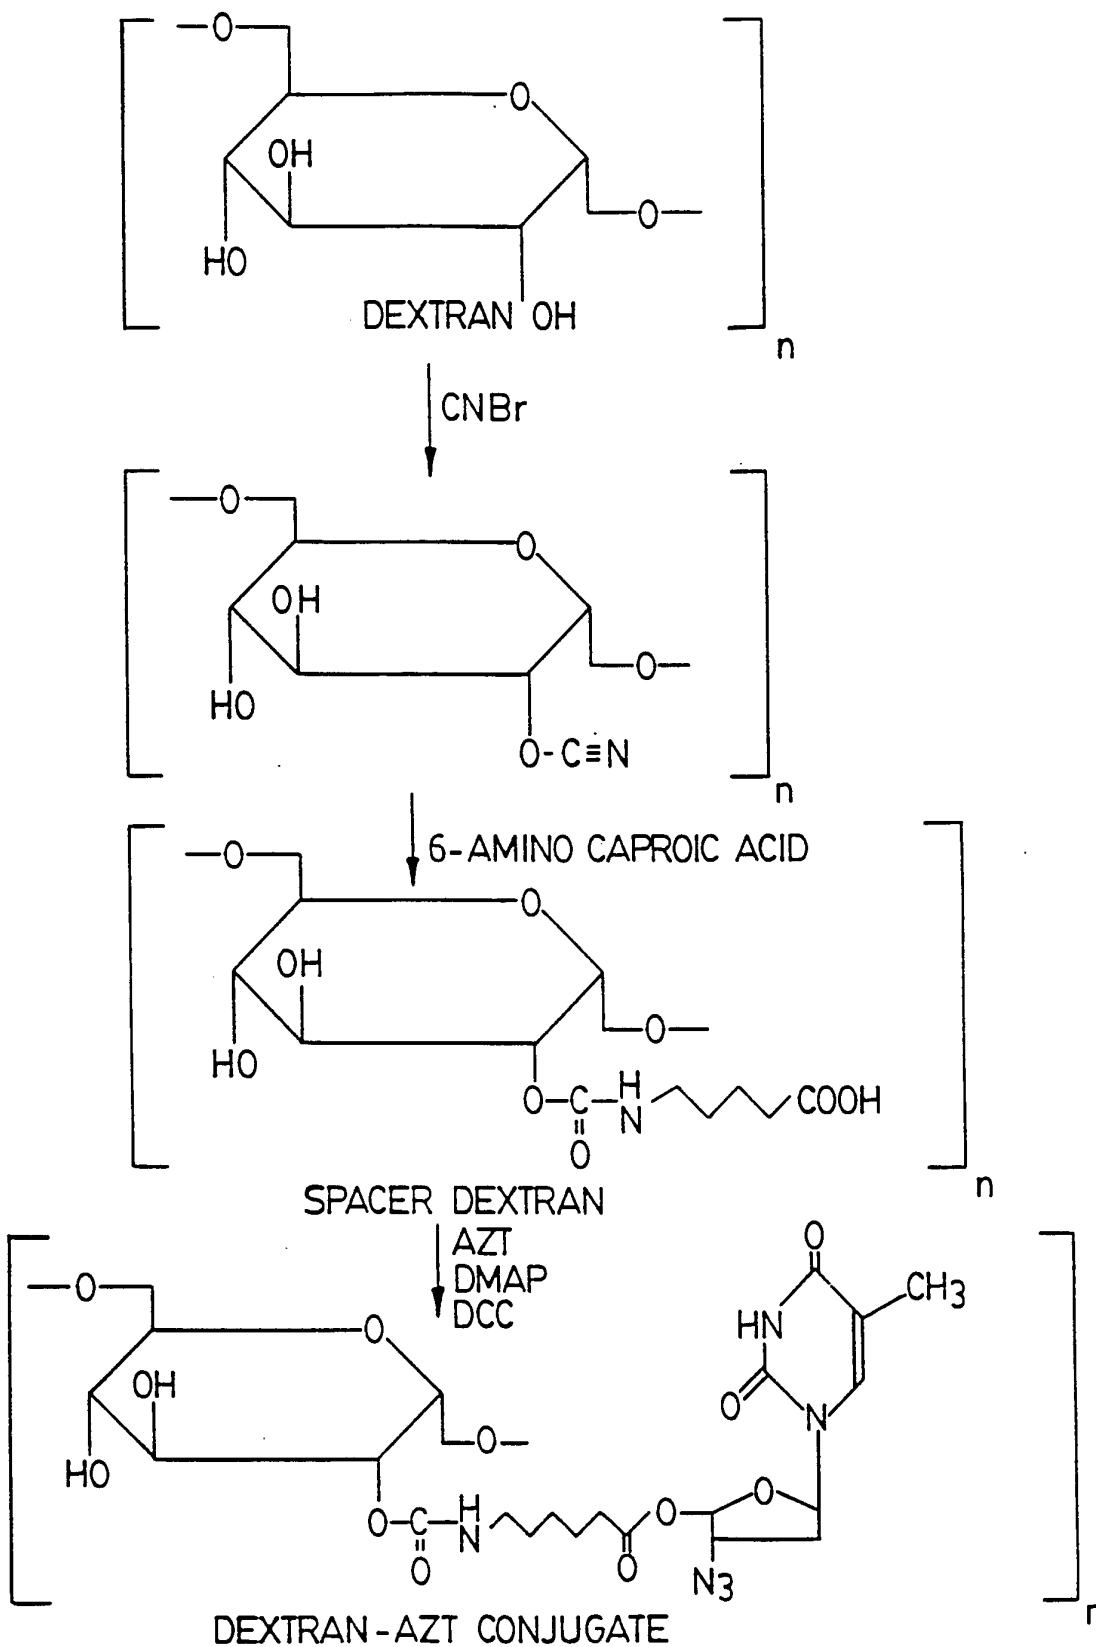 O
O
OH
HO
O
DEXTRAN OH
n
CNBr
O
O
OH
HO
O
O-C≡N
n
6-AMINO CAPROIC ACID
O
O
OH
HO
O
O-C-N
H
O
COOH
n
SPACER DEXTRAN
AZT
DMAP
DCC
O
O
OH
HO
O
O-C-N
H
O
O
O
O
N3
N
O
HN
O
CH3
n
DEXTRAN-AZT CONJUGATE